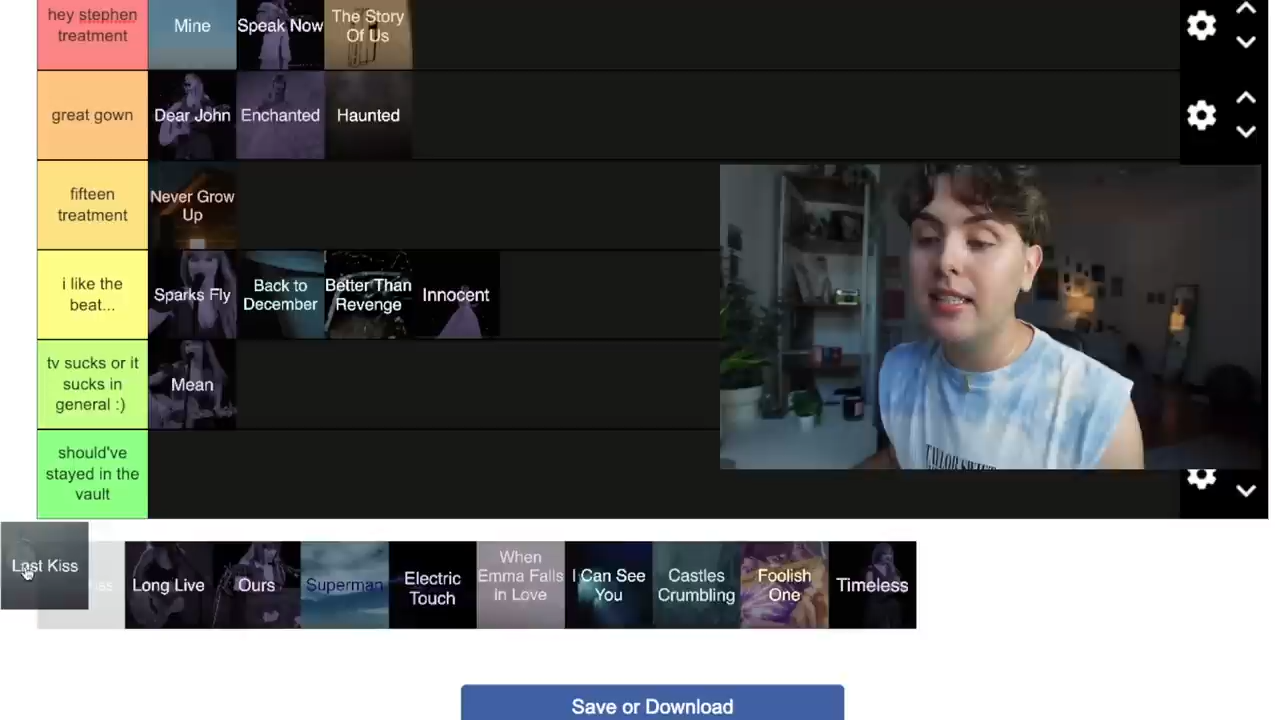 hey stephen
treatment
Mine
Speak Now
The Story
Of Us
great gown
Dear John
Enchanted
Haunted
fifteen
treatment
Never Grow
Up
i like the
beat...
Sparks Fly
Back to
December
Better Than
Revenge
Innocent
tv sucks or it
sucks in
general :)
Mean
should've
stayed in the
vault
Last Kiss
Long Live
Ours
Superman
Electric
Touch
When
Emma Falls
in Love
I Can See
You
Castles
Crumbling
Foolish
One
Timeless
Save or Download